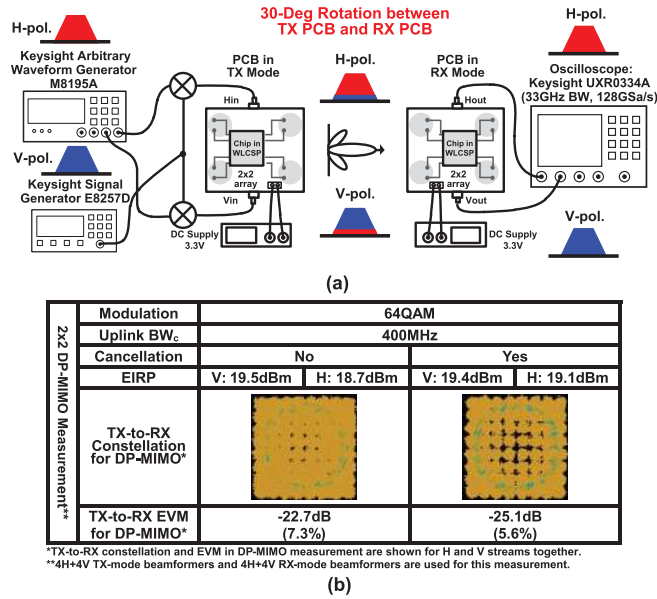 30-Deg Rotation between
TX PCB and RX PCB
H-pol.
Keysight Arbitrary
Waveform Generator
M8195A
V-pol.
Keysight Signal
Generator E8257D
PCB in
TX Mode
Hin
Chip in
WLCSP
2x2
array
Vin
DC Supply
3.3V
H-pol.
V-pol.
PCB in
RX Mode
Hout
Chip in
WLCSP
2x2
array
Vout
DC Supply
3.3V
H-pol.
Oscilloscope:
Keysight UXR0334A
(33GHz BW, 128GSa/s)
V-pol.
(a)
2x2 DP-MIMO Measurement**
Modulation 64QAM
Uplink BWc 400MHz
Cancellation No Yes
EIRP V: 19.5dBm H: 18.7dBm V: 19.4dBm H: 19.1dBm
TX-to-RX
Constellation
for DP-MIMO*
TX-to-RX EVM -22.7dB -25.1dB
for DP-MIMO* (7.3%) (5.6%)
*TX-to-RX constellation and EVM in DP-MIMO measurement are shown for H and V streams together.
**4H+4V TX-mode beamformers and 4H+4V RX-mode beamformers are used for this measurement.
(b)